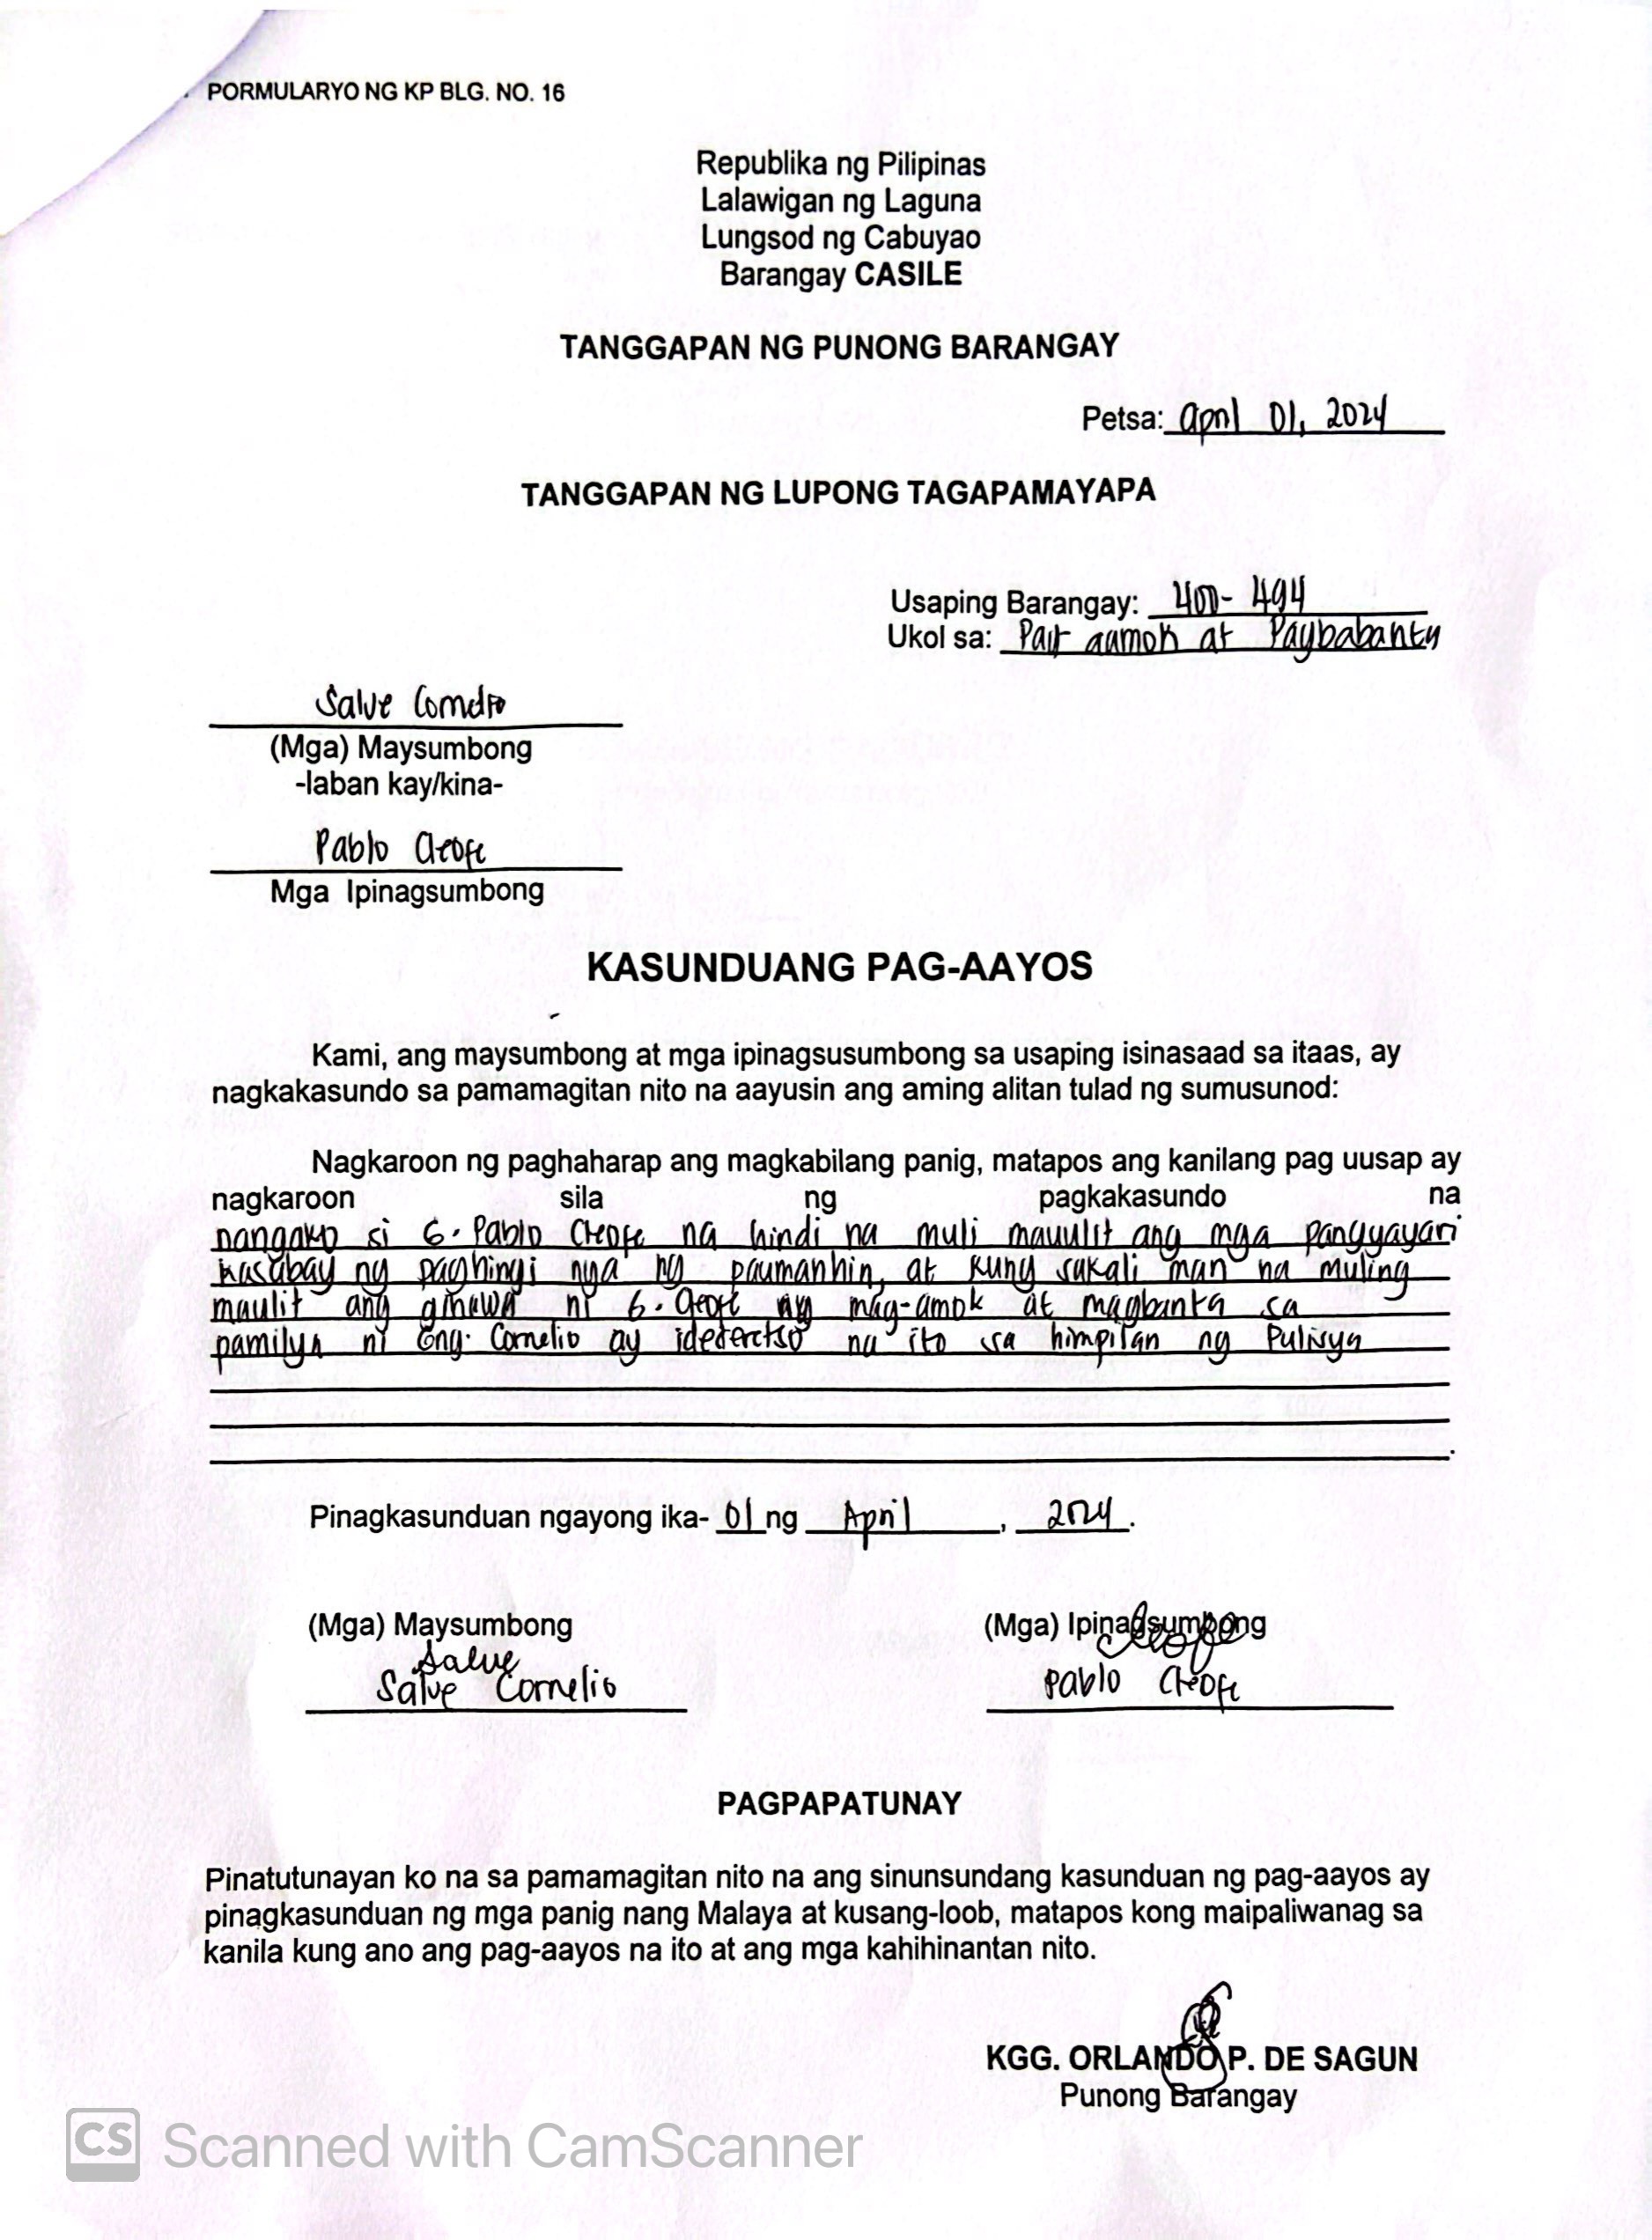 PORMULARYO NG KP BLG. NO. 16
Republika ng Pilipinas
Lalawigan ng Laguna
Lungsod ng Cabuyao
Barangay CASILE
TANGGAPAN NG PUNONG BARANGAY
Petsa: April 01, 2024
TANGGAPAN NG LUPONG TAGAPAMAYAPA
Usaping Barangay: 400-494
Ukol sa: at Pagbabanta
Salve Cornelio
(Mga) Maysumbong
-laban kay/kina-
Pablo Cleofe
Mga Ipinagsumbong
KASUNDUANG PAG-AAYOS
Kami, ang maysumbong at mga ipinagsusumbong sa usaping isinasaad sa itaas, ay
nagkakasundo sa pamamagitan nito na aayusin ang aming alitan tulad ng sumusunod:
Nagkaroon ng paghaharap ang magkabilang panig, matapos ang kanilang pag uusap ay
nagkaroon sila ng pagkakasundo na
nangako si G. Pablo Cleofe na hindi na muli mauulit ang mga pangyayari
kasabay ng paghingi nya ng paumanhin, at kung sakali man na muling
maulit ang ginawa ni G. Cleofe ng mag-amok at magbanta sa
pamilya ni Gng. Cornelio ay idederetso na ito sa himpilan ng Pulisya
Pinagkasunduan ngayong ika- 01 ng April, 2024.
(Mga) Maysumbong (Mga) Ipinagsumbong
Salve Cleofe
Salve Cornelio Pablo Cleofe
PAGPAPATUNAY
Pinatutunayan ko na sa pamamagitan nito na ang sinunsundang kasunduan ng pag-aayos ay
pinagkasunduan ng mga panig nang Malaya at kusang-loob, matapos kong maipaliwanag sa
kanila kung ano ang pag-aayos na ito at ang mga kahihinantan nito.
KGG. ORLANDO P. DE SAGUN
Punong Barangay
CS Scanned with CamScanner